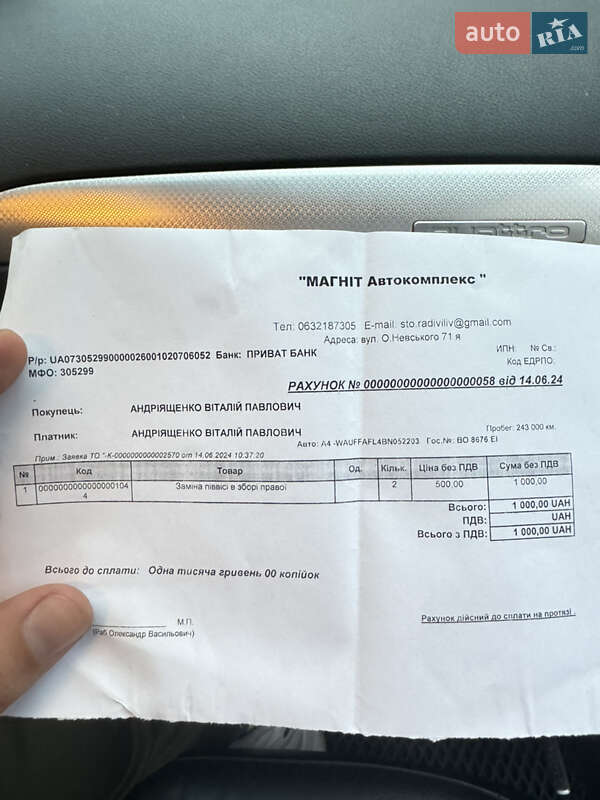 auto RIA .com
quattro
"МАГНІТ Автокомплекс "
Тел: 0632187305 E-mail: sto.radiviliv@gmail.com
Адреса: вул. О.Невського 71 я
Р/р: UA073052990000026001020706052 Банк: ПРИВАТ БАНК
ІПН: № Св.:
МФО: 305299
Код ЕДРПО.
РАХУНОК № 00000000000000000058 від 14.06.24
Покупець: АНДРІЯЩЕНКО ВІТАЛІЙ ПАВЛОВИЧ
Платник: АНДРІЯЩЕНКО ВІТАЛІЙ ПАВЛОВИЧ
Пробег: 243 000 км.
Авто: A4 -WAUFFAFL4BN052203 Гос.№: BO 8676 EI
Прим.: Заявка ТО "-К-000000000002570 от 14.06.2024 10:37:20
№ Код Товар Од. Кільк. Ціна без ПДВ Сума без ПДВ
1 00000000000000000104 4 Заміна піввісі в зборі правої 2 500,00 1 000,00
Всього: 1 000,00 UAH
ПДВ: UAH
Всього з ПДВ: 1 000,00 UAH
Всього до сплати: Одна тисяча гривень 00 копійок
М.П.
(Раб Олександр Васильович)
Рахунок дійсний до сплати на протязі .